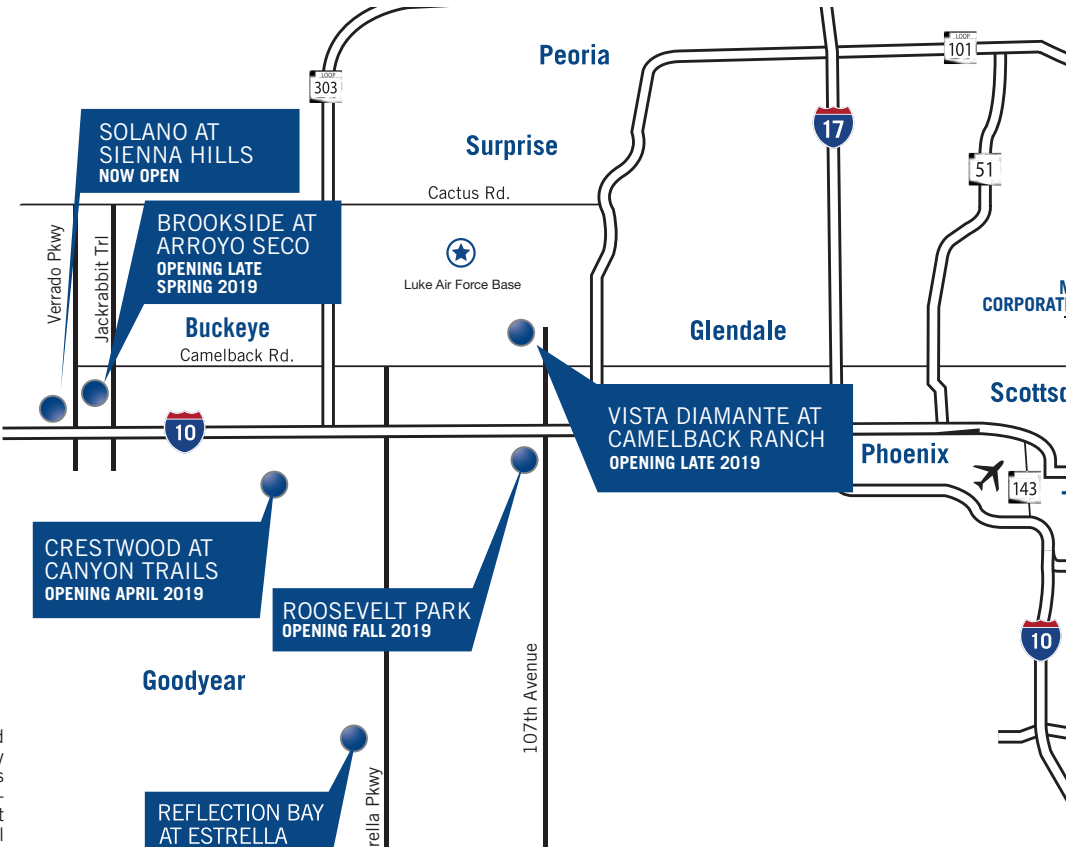 Peoria
LOOP
101
LOOP
303
17
SOLANO AT
SIENNA HILLS
NOW OPEN
Surprise
51
Cactus Rd.
BROOKSIDE AT
ARROYO SECO
OPENING LATE
SPRING 2019
Verrado Pkwy
Jackrabbit Trl
Luke Air Force Base
CORPORAT
Buckeye
Glendale
Camelback Rd.
Scotts
VISTA DIAMANTE AT
CAMELBACK RANCH
OPENING LATE 2019
10
Phoenix
143
CRESTWOOD AT
CANYON TRAILS
OPENING APRIL 2019
ROOSEVELT PARK
OPENING FALL 2019
10
Goodyear
107th Avenue
rella Pkwy
REFLECTION BAY
AT ESTRELLA